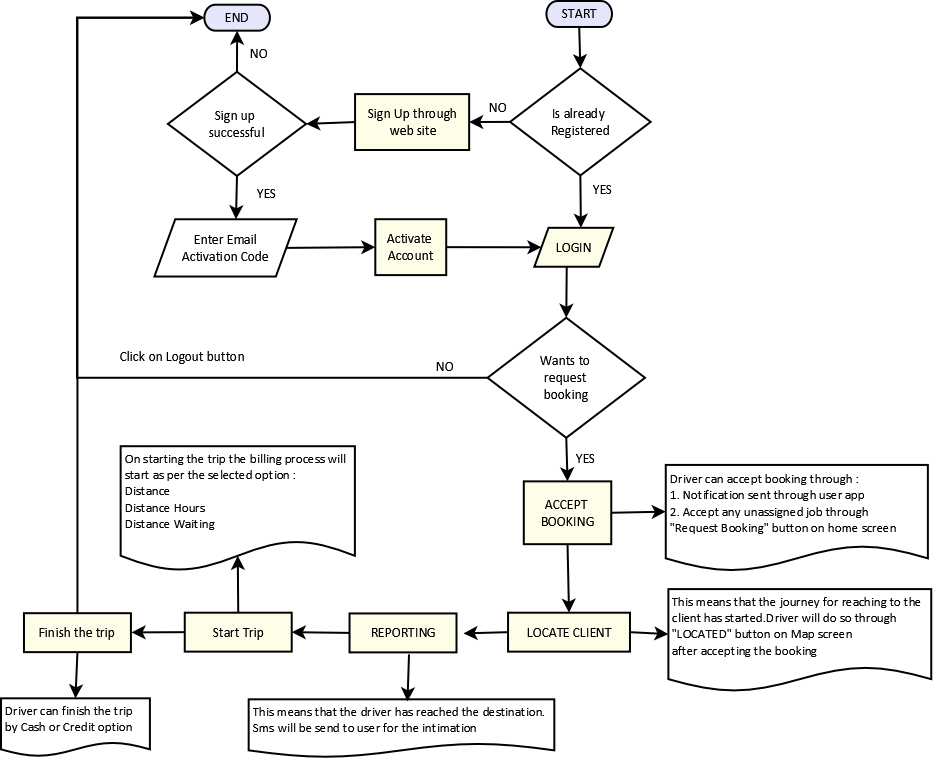 END
START
NO
Sign up
successful
Sign Up through
web site
NO
Is already
Registered
YES
YES
Enter Email
Activation Code
Activate
Account
LOGIN
Click on Logout button
NO
Wants to
request
booking
YES
On starting the trip the billing process will
start as per the selected option :
Distance
Distance Hours
Distance Waiting
ACCEPT
BOOKING
Driver can accept booking through :
1. Notification sent through user app
2. Accept any unassigned job through
"Request Booking" button on home screen
Finish the trip
Start Trip
REPORTING
LOCATE CLIENT
This means that the journey for reaching to the
client has started.Driver will do so through
"LOCATED" button on Map screen
after accepting the booking
Driver can finish the trip
by Cash or Credit option
This means that the driver has reached the destination.
Sms will be send to user for the intimation